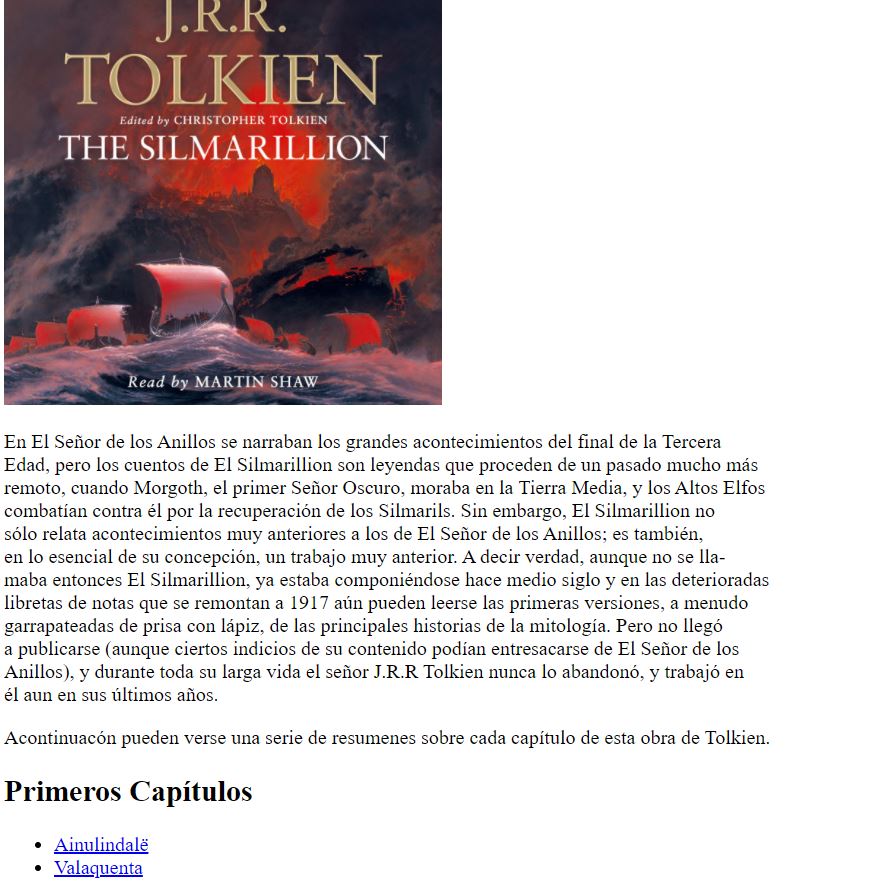 J.R.R.
TOLKIEN
Edited by CHRISTOPHER TOLKIEN
THE SILMARILLION
Read by MARTIN SHAW
En El Señor de los Anillos se narraban los grandes acontecimientos del final de la Tercera
Edad, pero los cuentos de El Silmarillion son leyendas que proceden de un pasado mucho más
remoto, cuando Morgoth, el primer Señor Oscuro, moraba en la Tierra Media, y los Altos Elfos
combatían contra él por la recuperación de los Silmarils. Sin embargo, El Silmarillion no
sólo relata acontecimientos muy anteriores a los de El Señor de los Anillos; es también,
en lo esencial de su concepción, un trabajo muy anterior. A decir verdad, aunque no se lla-
maba entonces El Silmarillion, ya estaba componiéndose hace medio siglo y en las deterioradas
libretas de notas que se remontan a 1917 aún pueden leerse las primeras versiones, a menudo
garrapateadas de prisa con lápiz, de las principales historias de la mitología. Pero no llegó
a publicarse (aunque ciertos indicios de su contenido podían entresacarse de El Señor de los
Anillos), y durante toda su larga vida el señor J.R.R Tolkien nunca lo abandonó, y trabajó en
él aun en sus últimos años.
Acontinuacón pueden verse una serie de resumenes sobre cada capítulo de esta obra de Tolkien.
Primeros Capítulos
Ainulindalë
Valaquenta